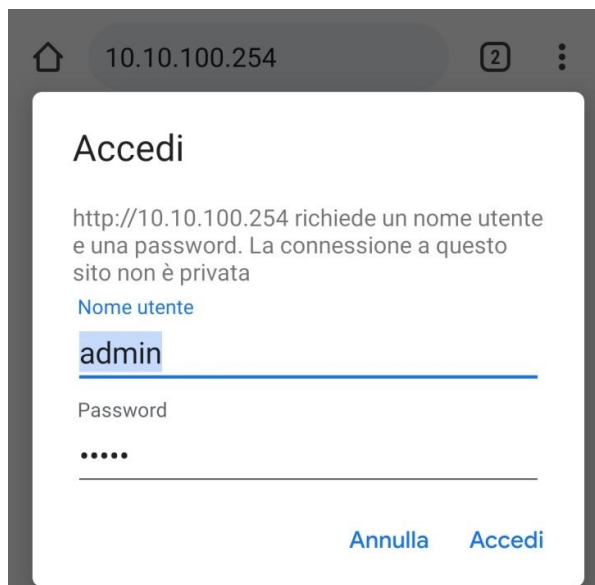 10.10.100.254
2
Accedi
http://10.10.100.254 richiede un nome utente
e una password. La connessione a questo
sito non è privata
Nome utente
admin
Password
•••••
Annulla Accedi